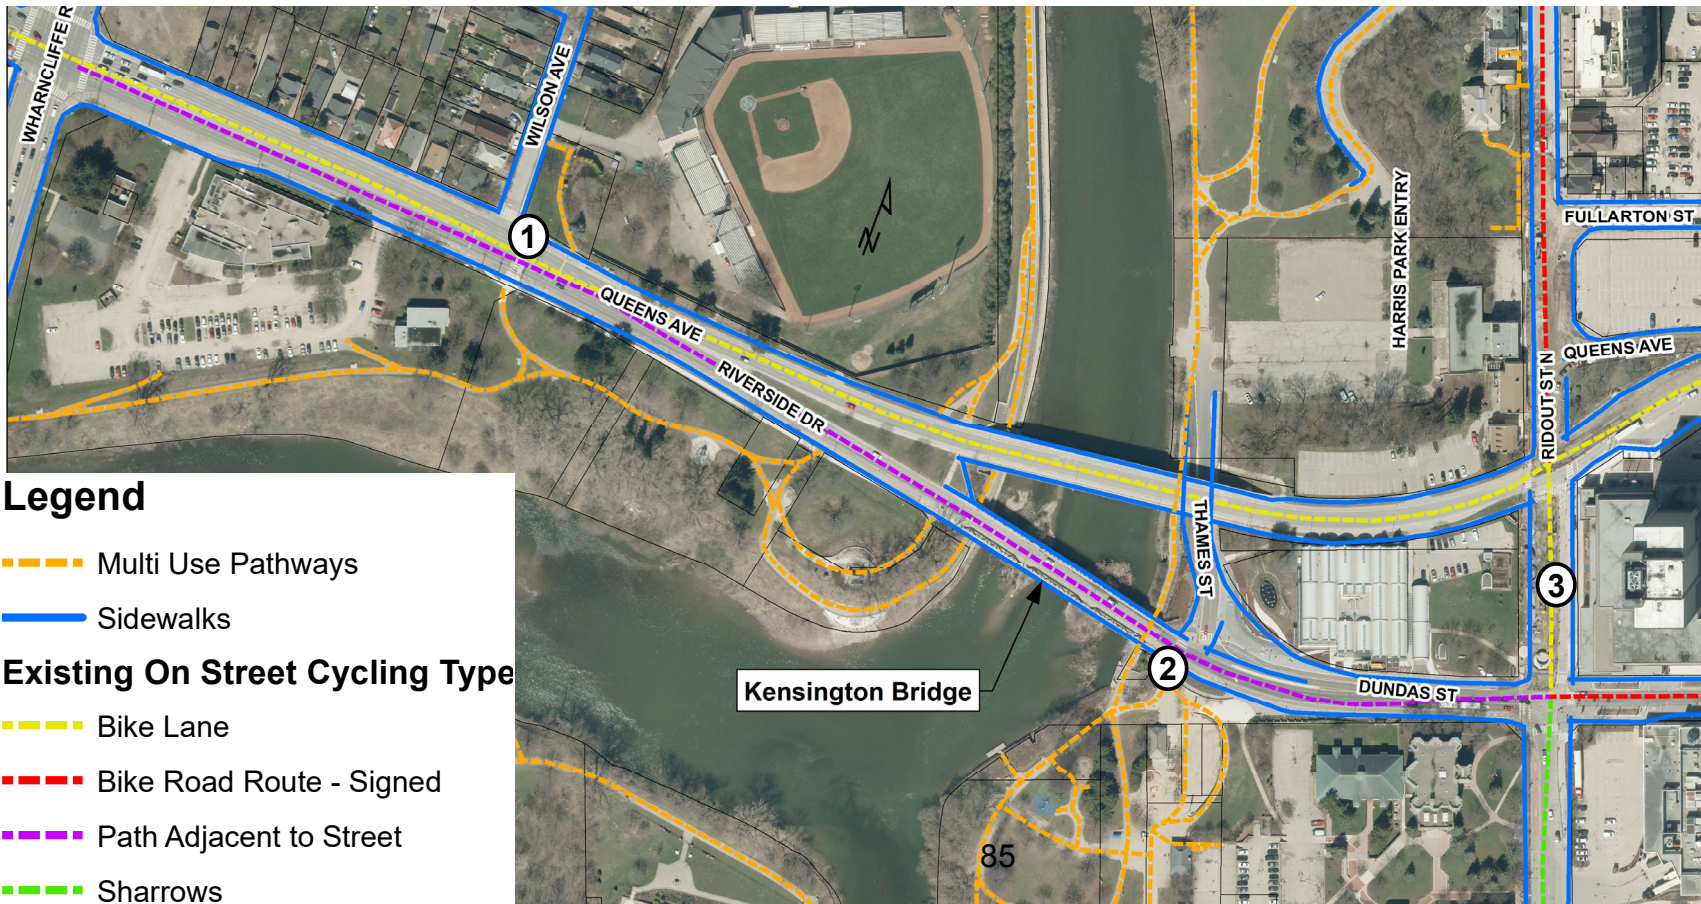 WHARNCLIFFE R
WILSON AVE
N
HARRIS PARK ENTRY
FULLARTON ST
1
QUEENS AVE
QUEENS AVE
RIDOUT ST N
RIVERSIDE DR
THAMES ST
3
2
Kensington Bridge
DUNDAS ST
85
Legend
Multi Use Pathways
Sidewalks
Existing On Street Cycling Type
Bike Lane
Bike Road Route - Signed
Path Adjacent to Street
Sharrows